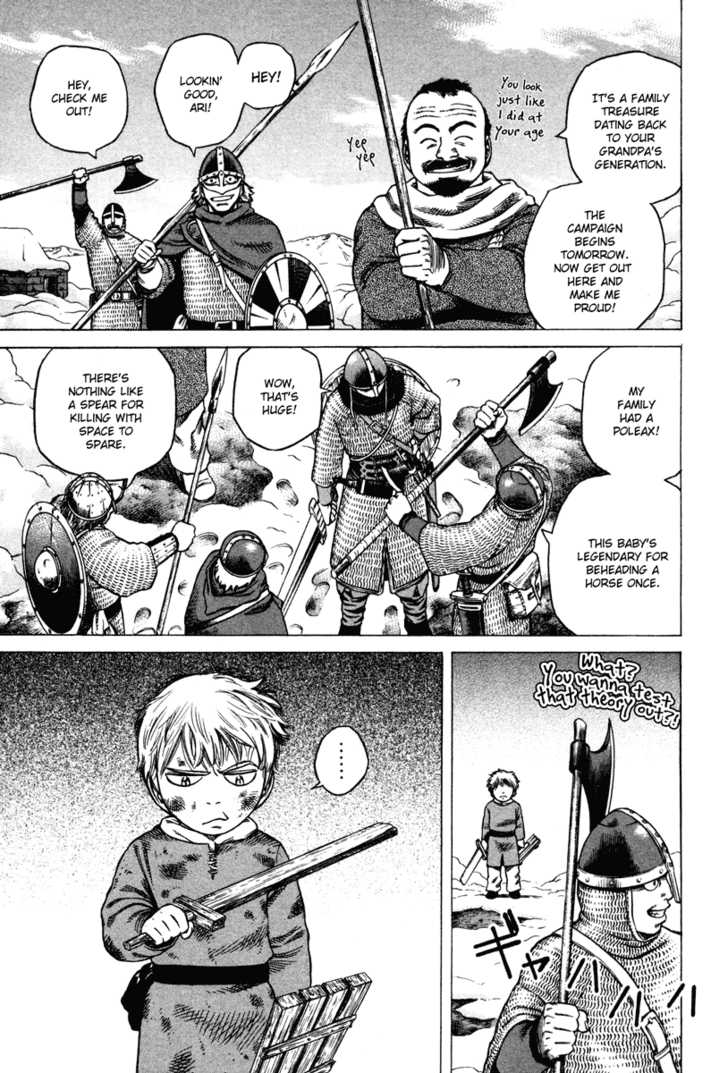 IT'S A FAMILY
TREASURE
DATING BACK
TO YOUR
GRANDPA'S
GENERATION.
THE
CAMPAIGN
BEGINS
TOMORROW.
NOW GET OUT
HERE AND
MAKE ME
PROUD!
You look
just like
I did at
your age
Yep
yep
HEY!
LOOKIN'
GOOD,
ARI!
HEY,
CHECK ME
OUT!
MY
FAMILY
HAD A
POLEAX!
THIS BABY'S
LEGENDARY FOR
BEHEADING A
HORSE ONCE.
WOW,
THAT'S
HUGE!
THERE'S
NOTHING LIKE
A SPEAR FOR
KILLING WITH
SPACE TO
SPARE.
What?
You wanna test
that theory out?!
ギャハハハ
......